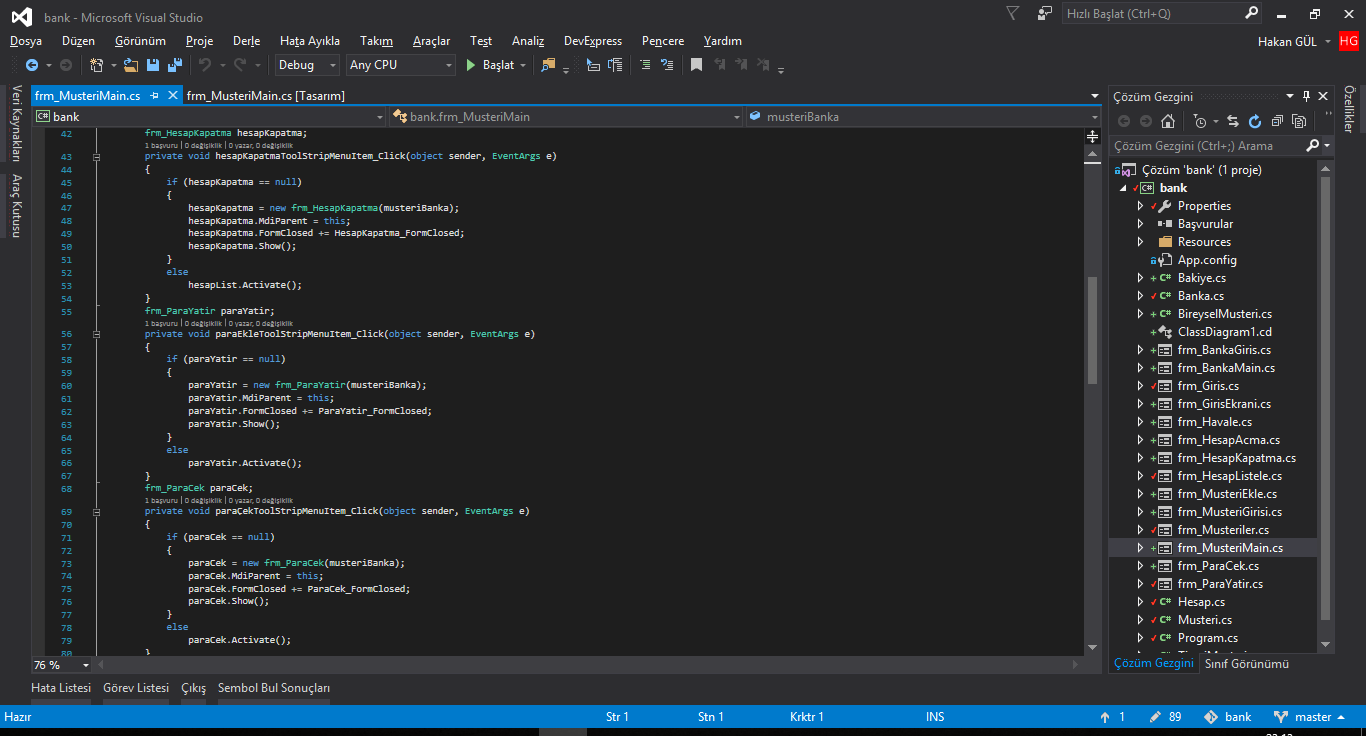 bank - Microsoft Visual Studio
Hızlı Başlat (Ctrl+Q)
Dosya Düzen Görünüm Proje Derle Hata Ayıkla Takım Araçlar Test Analiz DevExpress Pencere Yardım
Hakan GÜL HG
Debug Any CPU Başlat
frm_MusteriMain.cs frm_MusteriMain.cs [Tasarım]
bank bank.frm_MusteriMain musteriBanka
Veri Kaynakları
Araç Kutusu
42 frm_HesapKapatma hesapKapatma;
1 başvuru | 0 değişiklik | 0 yazar, 0 değişiklik
43 private void hesapKapatmaToolStripMenuItem_Click(object sender, EventArgs e)
44 {
45 if (hesapKapatma == null)
46 {
47 hesapKapatma = new frm_HesapKapatma(musteriBanka);
48 hesapKapatma.MdiParent = this;
49 hesapKapatma.FormClosed += HesapKapatma_FormClosed;
50 hesapKapatma.Show();
51 }
52 else
53 hesapList.Activate();
54 }
55 frm_ParaYatir paraYatir;
1 başvuru | 0 değişiklik | 0 yazar, 0 değişiklik
56 private void paraEkleToolStripMenuItem_Click(object sender, EventArgs e)
57 {
58 if (paraYatir == null)
59 {
60 paraYatir = new frm_ParaYatir(musteriBanka);
61 paraYatir.MdiParent = this;
62 paraYatir.FormClosed += ParaYatir_FormClosed;
63 paraYatir.Show();
64 }
65 else
66 paraYatir.Activate();
67 }
68 frm_ParaCek paraCek;
1 başvuru | 0 değişiklik | 0 yazar, 0 değişiklik
69 private void paraÇekToolStripMenuItem_Click(object sender, EventArgs e)
70 {
71 if (paraCek == null)
72 {
73 paraCek = new frm_ParaCek(musteriBanka);
74 paraCek.MdiParent = this;
75 paraCek.FormClosed += ParaCek_FormClosed;
76 paraCek.Show();
77 }
78 else
79 paraCek.Activate();
80 }
76 %
Çözüm Gezgini
Çözüm Gezgini (Ctrl+;) Arama
Çözüm 'bank' (1 proje)
bank
Properties
Başvurular
Resources
App.config
Bakiye.cs
Banka.cs
BireyselMusteri.cs
ClassDiagram1.cd
frm_BankaGiris.cs
frm_BankaMain.cs
frm_Giris.cs
frm_GirisEkrani.cs
frm_Havale.cs
frm_HesapAcma.cs
frm_HesapKapatma.cs
frm_HesapListele.cs
frm_MusteriEkle.cs
frm_MusteriGirisi.cs
frm_Musteriler.cs
frm_MusteriMain.cs
frm_ParaCek.cs
frm_ParaYatir.cs
Hesap.cs
Musteri.cs
Program.cs
Çözüm Gezgini Sınıf Görünümü
Özellikler
Hata Listesi Görev Listesi Çıkış Sembol Bul Sonuçları
Hazır Str 1 Stn 1 Krktr 1 INS 1 89 bank master